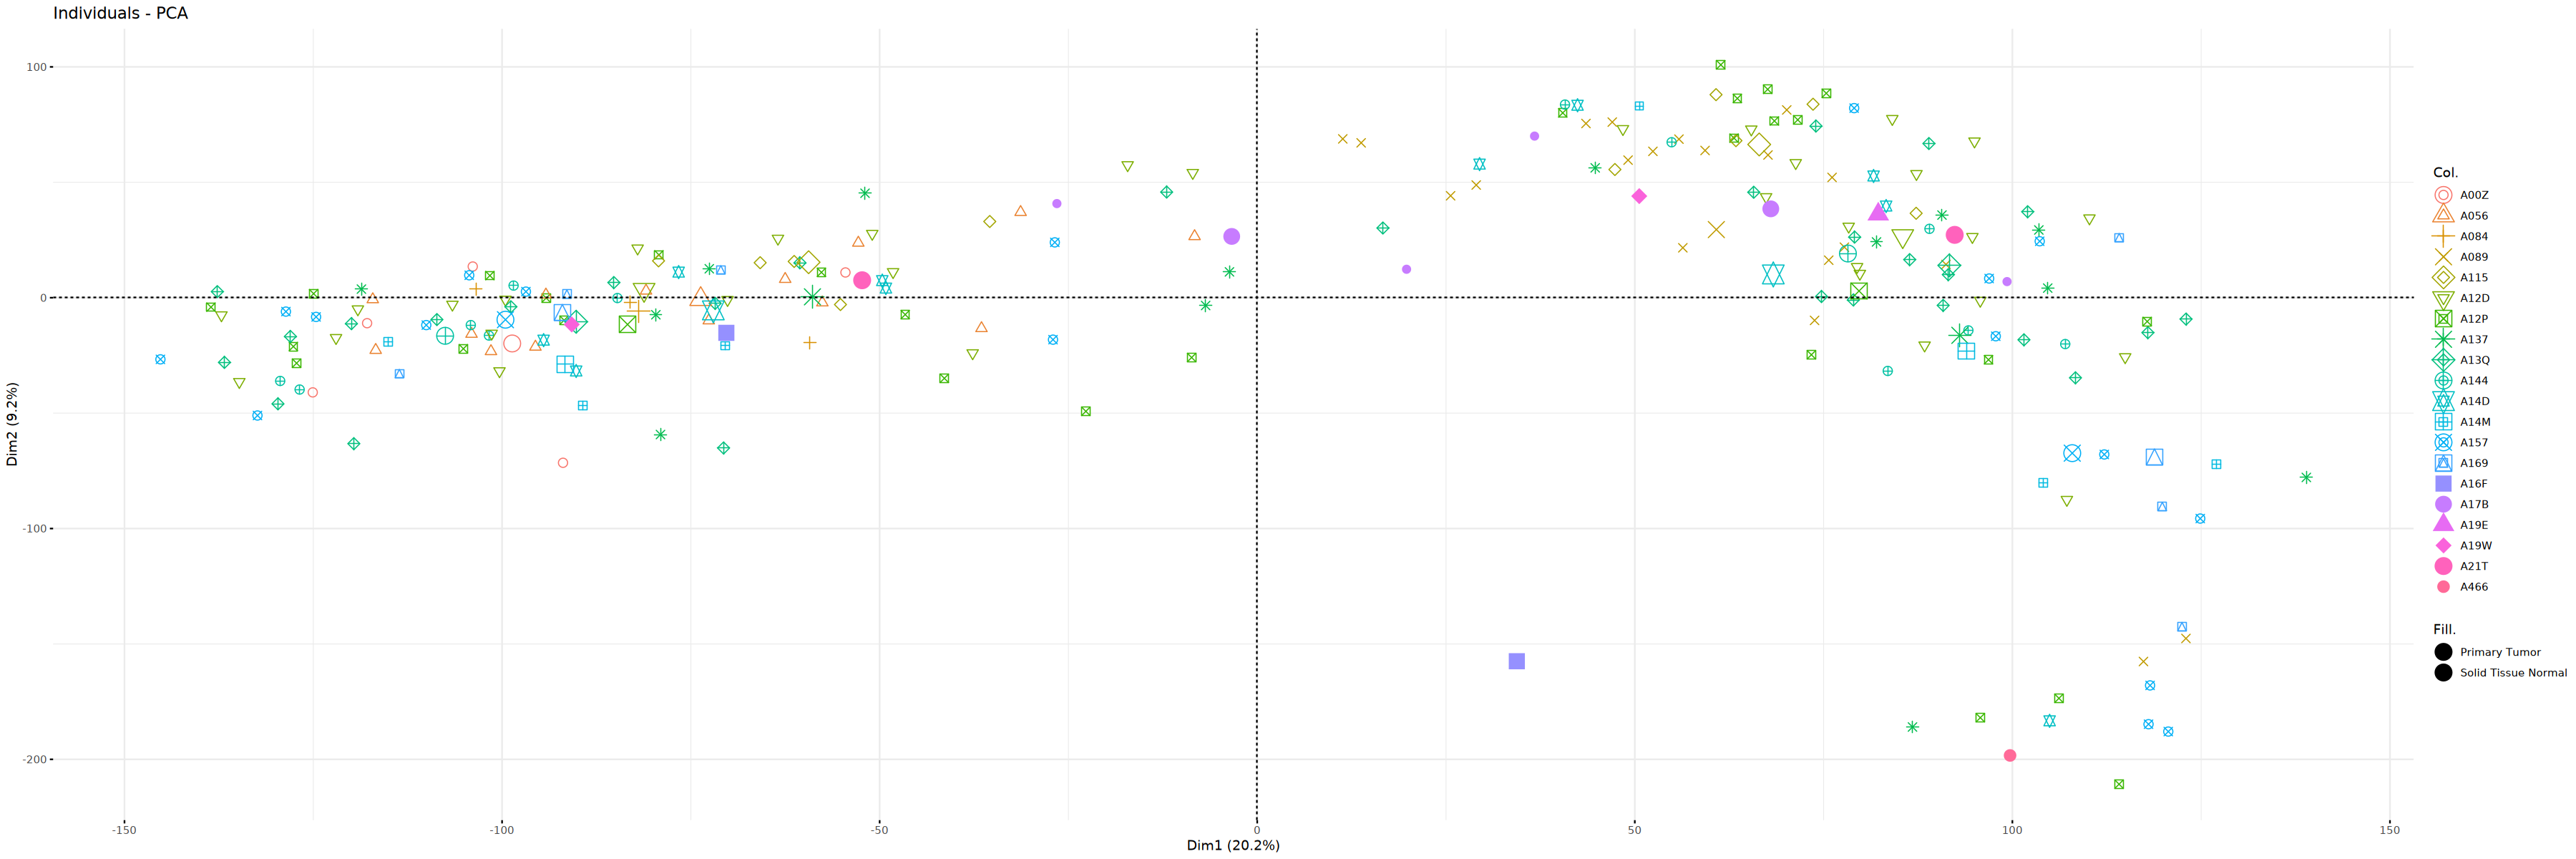 Individuals - PCA
100
0
-100
-200
Dim2 (9.2%)
-150
-100
-50
0
50
100
150
Dim1 (20.2%)
Col.
A00Z
A056
A084
A089
A115
A12D
A12P
A137
A13Q
A144
A14D
A14M
A157
A169
A16F
A17B
A19E
A19W
A21T
A466
Fill.
Primary Tumor
Solid Tissue Normal